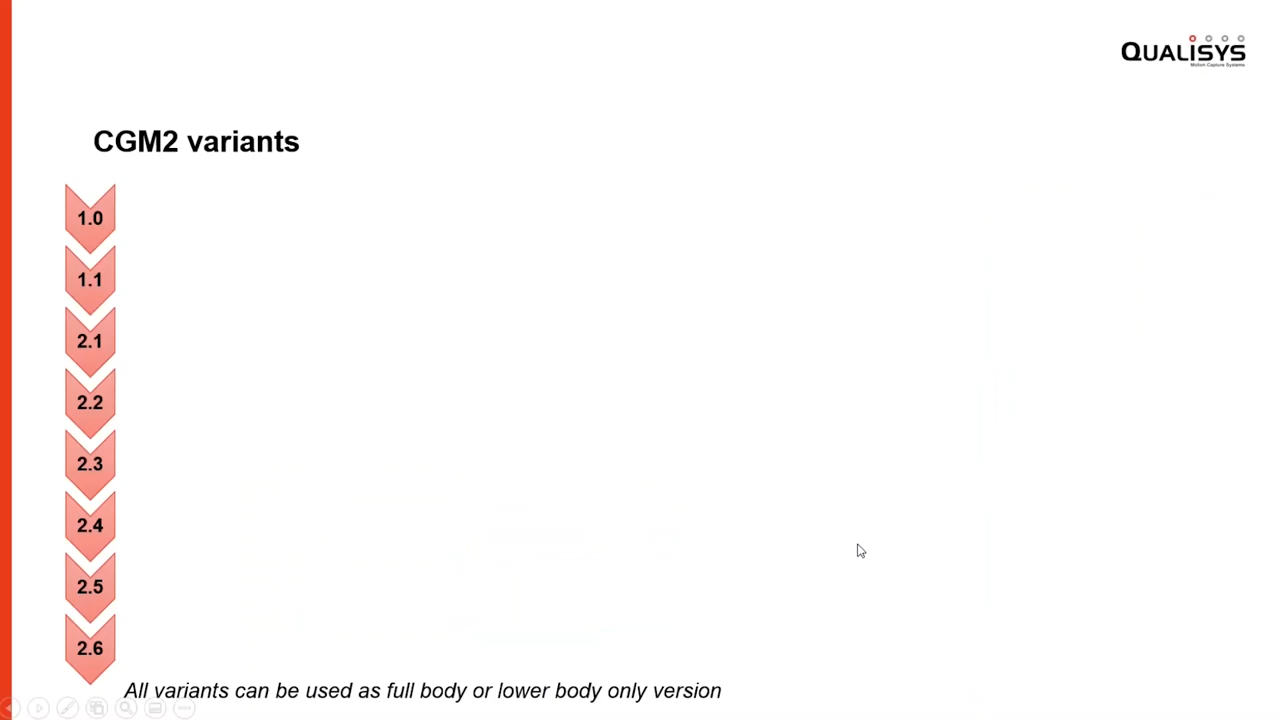 QUALISYS
Motion Capture Systems
CGM2 variants
1.0
1.1
2.1
2.2
2.3
2.4
2.5
2.6
All variants can be used as full body or lower body only version